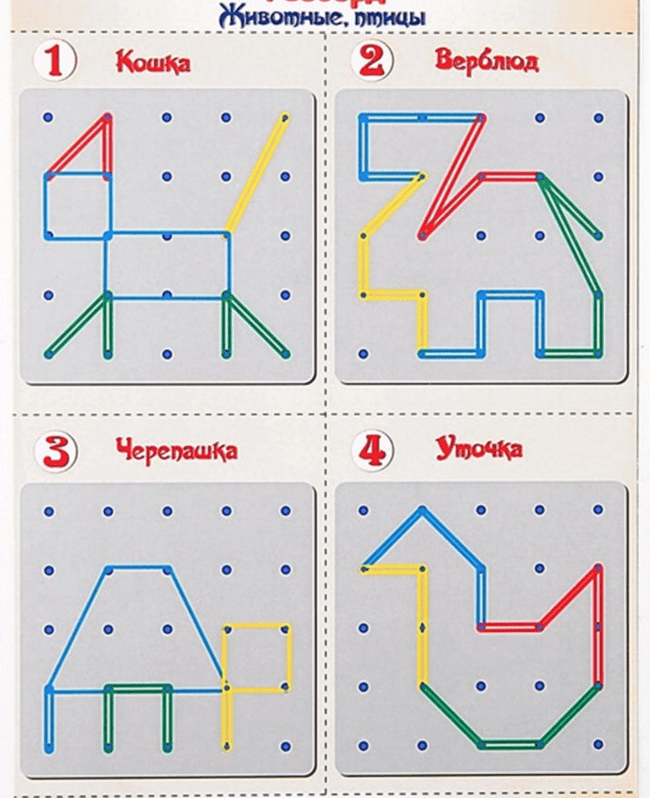 Животные, птицы
1 Кошка
2 Верблюд
3 Черепашка
4 Уточка